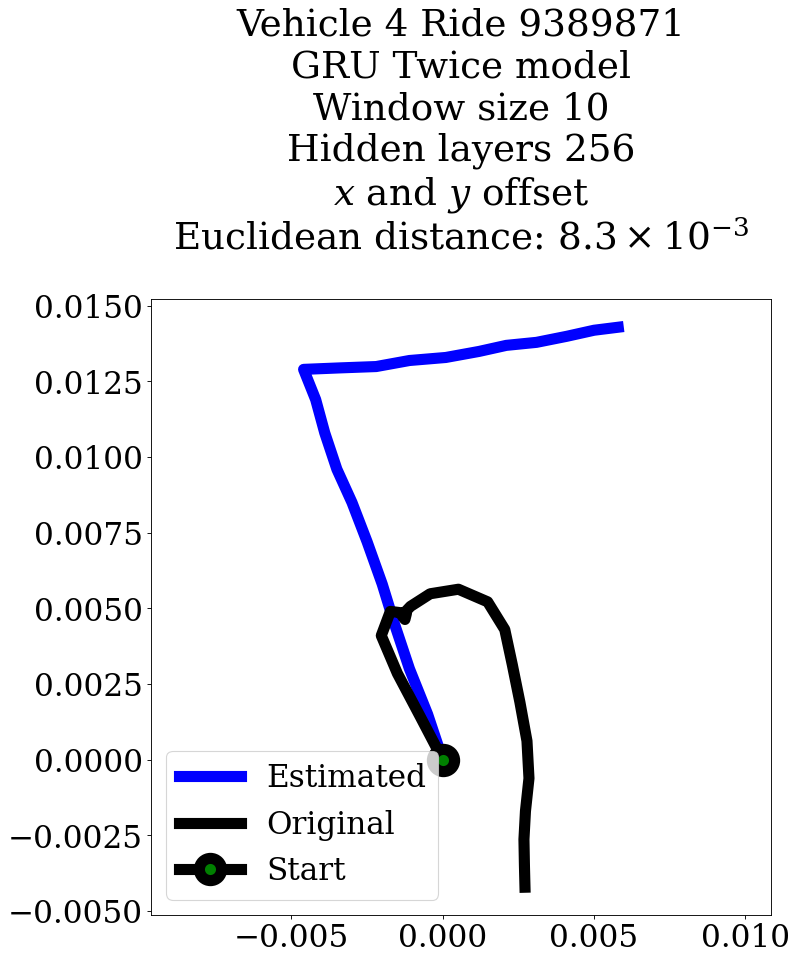 Vehicle 4 Ride 9389871
GRU Twice model
Window size 10
Hidden layers 256
x and y offset
Euclidean distance: 8.3 × 10⁻³
0.0150
0.0125
0.0100
0.0075
0.0050
0.0025
0.0000
−0.0025
−0.0050
Estimated
Original
Start
−0.005 0.000 0.005 0.010